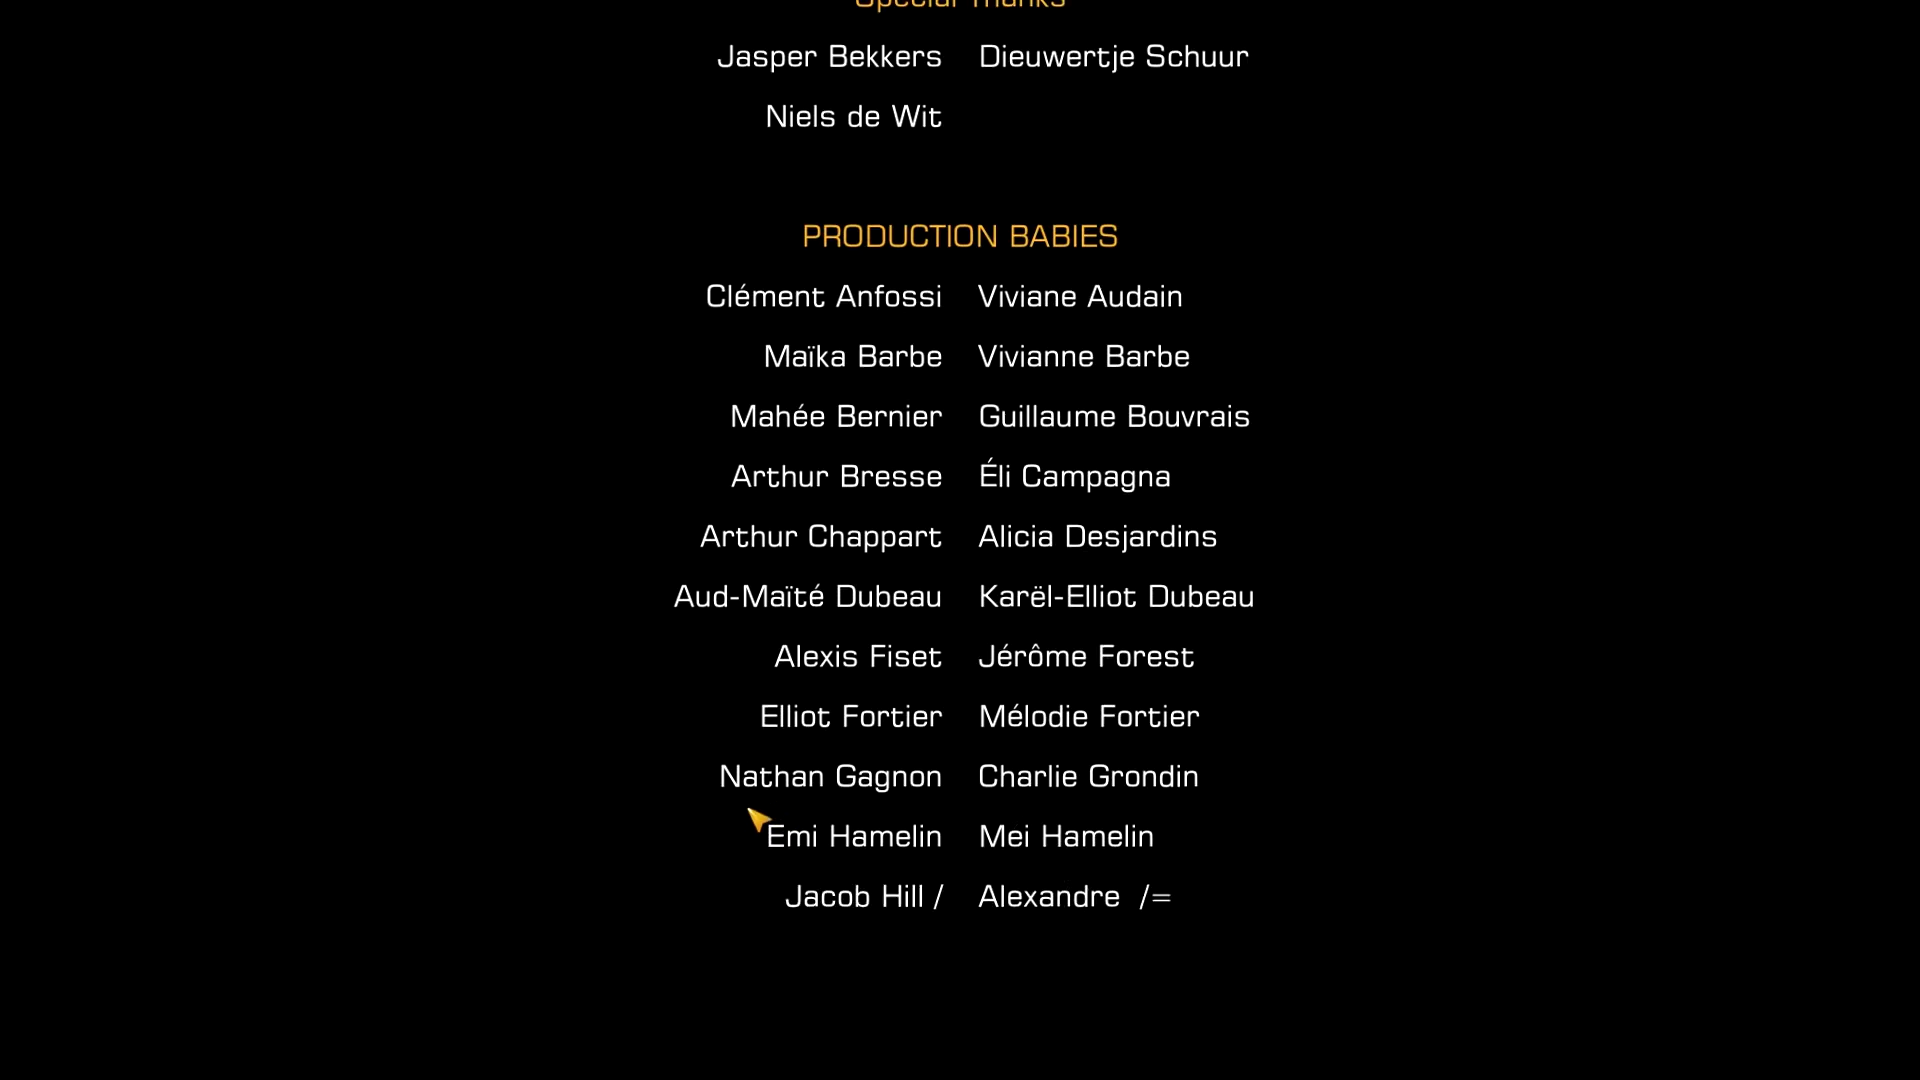 Special Thanks
Jasper Bekkers Dieuwertje Schuur
Niels de Wit
PRODUCTION BABIES
Clément Anfossi Viviane Audain
Maïka Barbe Vivianne Barbe
Mahée Bernier Guillaume Bouvrais
Arthur Bresse Éli Campagna
Arthur Chappart Alicia Desjardins
Aud-Maïté Dubeau Karël-Elliot Dubeau
Alexis Fiset Jérôme Forest
Elliot Fortier Mélodie Fortier
Nathan Gagnon Charlie Grondin
Emi Hamelin Mei Hamelin
Jacob Hill / Alexandre /=